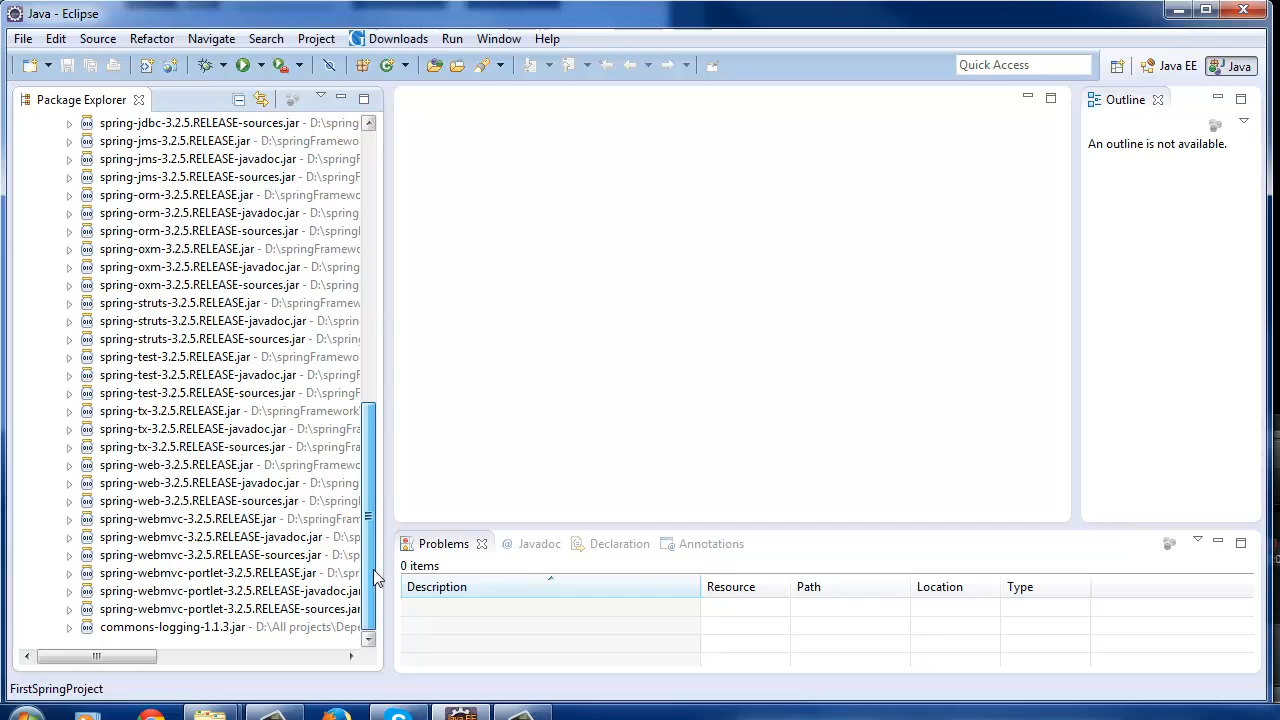 Java - Eclipse
File Edit Source Refactor Navigate Search Project Downloads Run Window Help
Quick Access Java EE Java
Package Explorer
spring-jdbc-3.2.5.RELEASE-sources.jar - D:\spring
spring-jms-3.2.5.RELEASE.jar - D:\springFramewo
spring-jms-3.2.5.RELEASE-javadoc.jar - D:\spring
spring-jms-3.2.5.RELEASE-sources.jar - D:\spring
spring-orm-3.2.5.RELEASE.jar - D:\springFramewo
spring-orm-3.2.5.RELEASE-javadoc.jar - D:\spring
spring-orm-3.2.5.RELEASE-sources.jar - D:\spring
spring-oxm-3.2.5.RELEASE.jar - D:\springFramewo
spring-oxm-3.2.5.RELEASE-javadoc.jar - D:\spring
spring-oxm-3.2.5.RELEASE-sources.jar - D:\spring
spring-struts-3.2.5.RELEASE.jar - D:\springFramew
spring-struts-3.2.5.RELEASE-javadoc.jar - D:\sprin
spring-struts-3.2.5.RELEASE-sources.jar - D:\sprin
spring-test-3.2.5.RELEASE.jar - D:\springFramewo
spring-test-3.2.5.RELEASE-javadoc.jar - D:\spring
spring-test-3.2.5.RELEASE-sources.jar - D:\spring
spring-tx-3.2.5.RELEASE.jar - D:\springFramework
spring-tx-3.2.5.RELEASE-javadoc.jar - D:\springFr
spring-tx-3.2.5.RELEASE-sources.jar - D:\springFra
spring-web-3.2.5.RELEASE.jar - D:\springFramewo
spring-web-3.2.5.RELEASE-javadoc.jar - D:\spring
spring-web-3.2.5.RELEASE-sources.jar - D:\spring
spring-webmvc-3.2.5.RELEASE.jar - D:\springFram
spring-webmvc-3.2.5.RELEASE-javadoc.jar - D:\sp
spring-webmvc-3.2.5.RELEASE-sources.jar - D:\sp
spring-webmvc-portlet-3.2.5.RELEASE.jar - D:\spr
spring-webmvc-portlet-3.2.5.RELEASE-javadoc.jar
spring-webmvc-portlet-3.2.5.RELEASE-sources.jar
commons-logging-1.1.3.jar - D:\All projects\Depe
Outline
An outline is not available.
Problems Javadoc Declaration Annotations
0 items
Description Resource Path Location Type
FirstSpringProject
Java EE